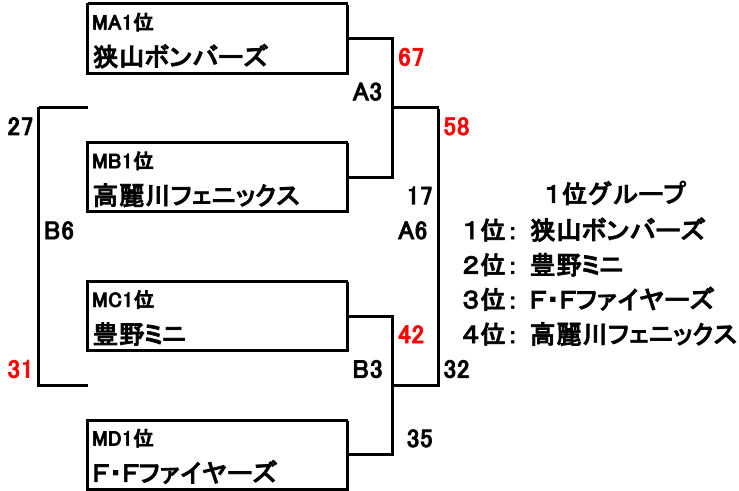 MA1位
狭山ボンバーズ
67
A3
27
58
MB1位
高麗川フェニックス
17
1位グループ
B6
A6
1位： 狭山ボンバーズ
2位： 豊野ミニ
MC1位
豊野ミニ
3位： F・Fファイヤーズ
42
4位： 高麗川フェニックス
31
B3
32
MD1位
35
F・Fファイヤーズ